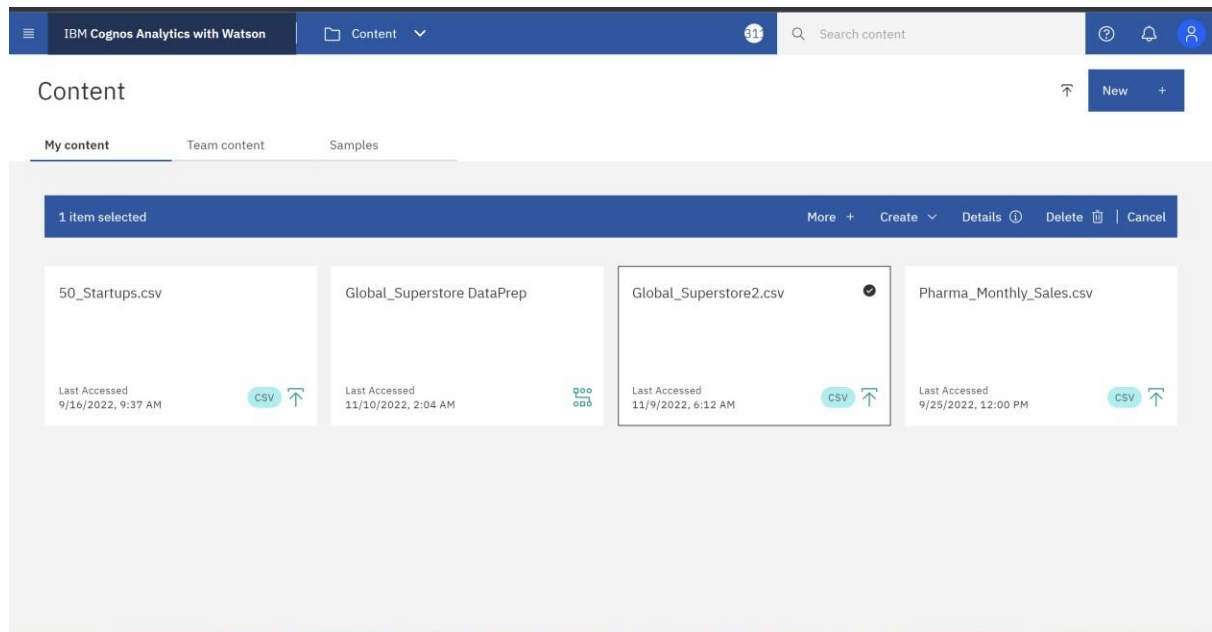 IBM Cognos Analytics with Watson
Content
Search content
Content
New +
My content
Team content
Samples
1 item selected
More +
Create
Details
Delete
| Cancel
50_Startups.csv
Last Accessed
9/16/2022, 9:37 AM
CSV
Global_Superstore DataPrep
Last Accessed
11/10/2022, 2:04 AM
Global_Superstore2.csv
Last Accessed
11/9/2022, 6:12 AM
CSV
Pharma_Monthly_Sales.csv
Last Accessed
9/25/2022, 12:00 PM
CSV